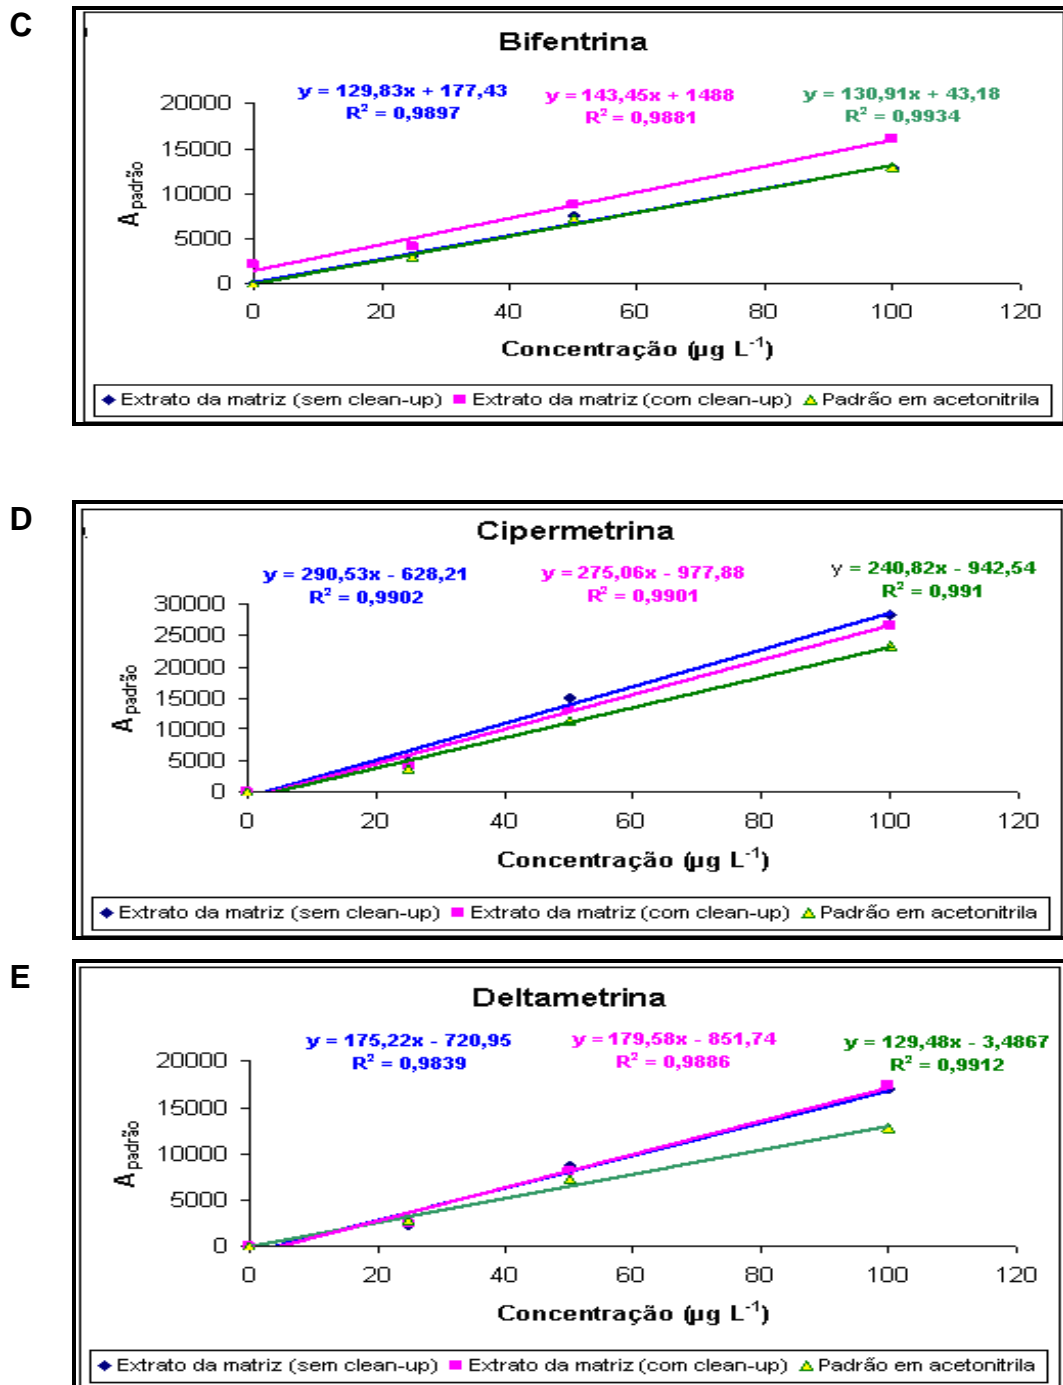 C
Bifentrina
y = 129,83x + 177,43
R² = 0,9897
y = 143,45x + 1488
R² = 0,9881
y = 130,91x + 43,18
R² = 0,9934
20000
15000
10000
5000
0
A padrão
0 20 40 60 80 100 120
Concentração (µg L⁻¹)
Extrato da matriz (sem clean-up) Extrato da matriz (com clean-up) Padrão em acetonitrila
D
Cipermetrina
y = 290,53x - 628,21
R² = 0,9902
y = 275,06x - 977,88
R² = 0,9901
y = 240,82x - 942,54
R² = 0,991
30000
25000
20000
15000
10000
5000
0
A padrão
0 20 40 60 80 100 120
Concentração (µg L⁻¹)
Extrato da matriz (sem clean-up) Extrato da matriz (com clean-up) Padrão em acetonitrila
E
Deltametrina
y = 175,22x - 720,95
R² = 0,9839
y = 179,58x - 851,74
R² = 0,9886
y = 129,48x - 3,4867
R² = 0,9912
20000
15000
10000
5000
0
A padrão
0 20 40 60 80 100 120
Concentração (µg L⁻¹)
Extrato da matriz (sem clean-up) Extrato da matriz (com clean-up) Padrão em acetonitrila